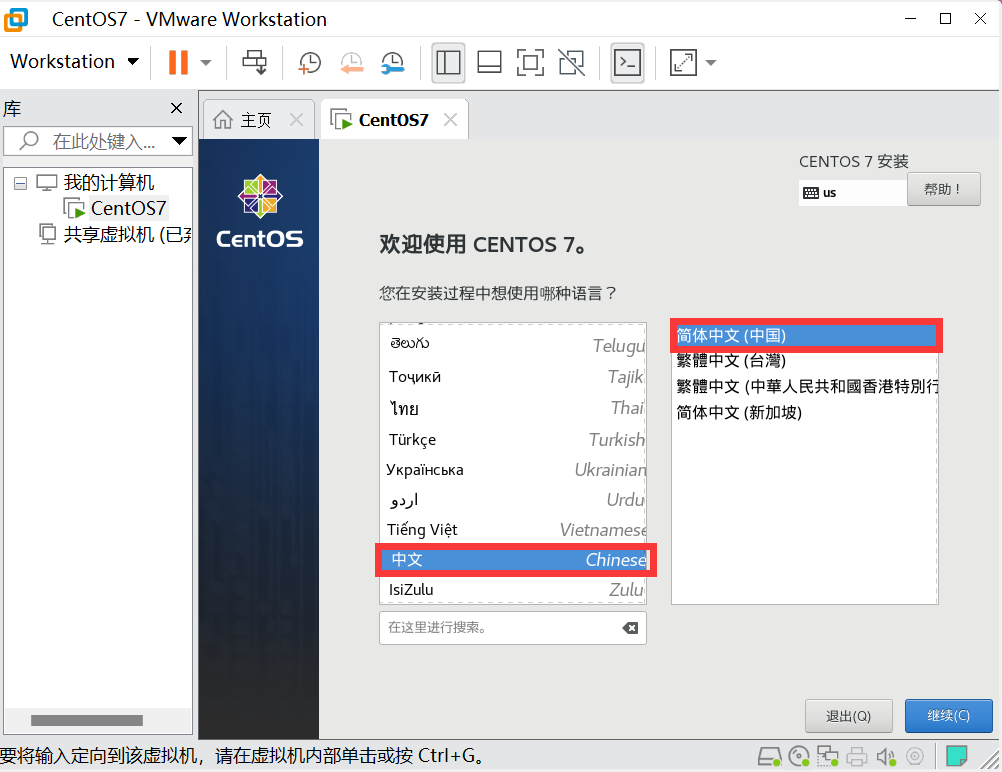 CentOS7 - VMware Workstation
Workstation
库
主页
CentOS7
在此处键入...
我的计算机
CentOS7
共享虚拟机 (已弃
CentOS
CENTOS 7 安装
us
帮助！
欢迎使用 CENTOS 7。
您在安装过程中想使用哪种语言？
తెలుగు Telugu
Тоҷикӣ Tajik
ไทย Thai
Türkçe Turkish
Українська Ukrainian
اردو Urdu
Tiếng Việt Vietnamese
中文 Chinese
IsiZulu Zulu
简体中文 (中国)
繁體中文 (台灣)
繁體中文 (中華人民共和國香港特別行
简体中文 (新加坡)
在这里进行搜索。
退出(Q)
继续(C)
要将输入定向到该虚拟机，请在虚拟机内部单击或按 Ctrl+G。